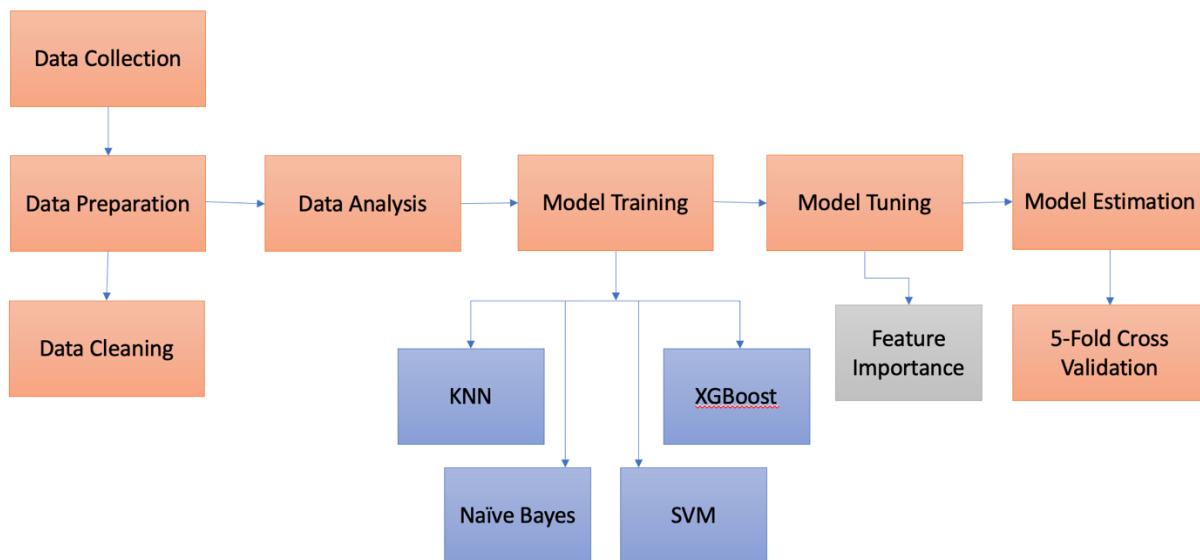 Data Collection
Data Preparation
Data Analysis
Model Training
Model Tuning
Model Estimation
Data Cleaning
KNN
XGBoost
Feature
Importance
5-Fold Cross
Validation
Naïve Bayes
SVM